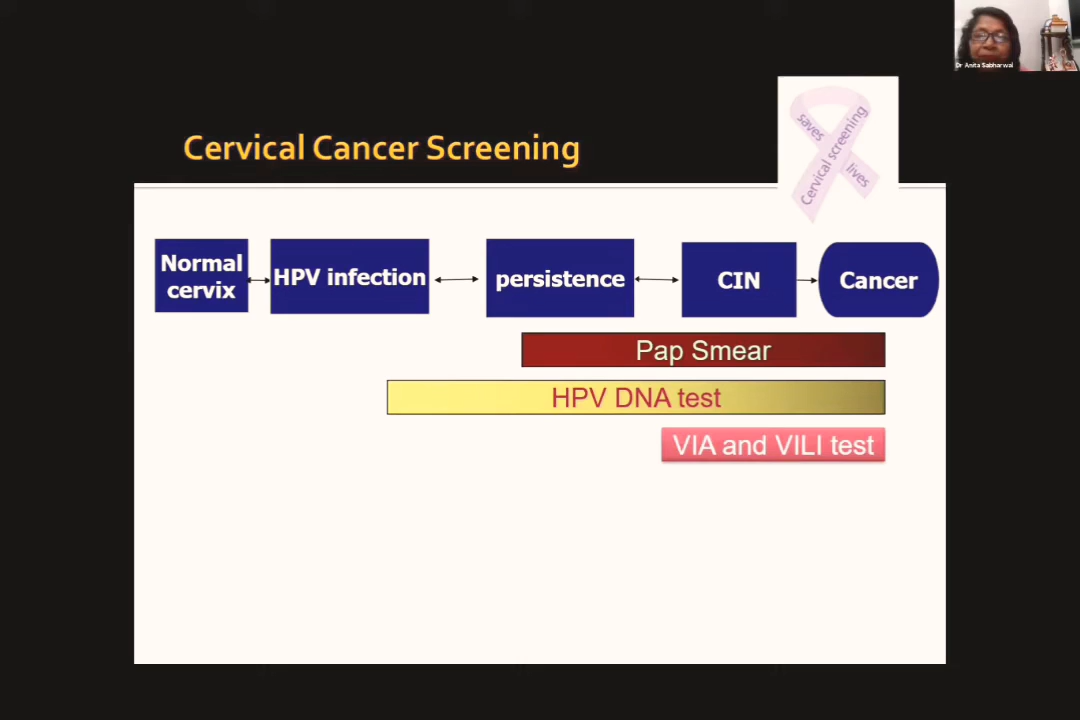 Dr Anita Sabharwal
saves
Cervical screening
lives
Cervical Cancer Screening
Normal
cervix
HPV infection
persistence
CIN
Cancer
Pap Smear
HPV DNA test
VIA and VILI test